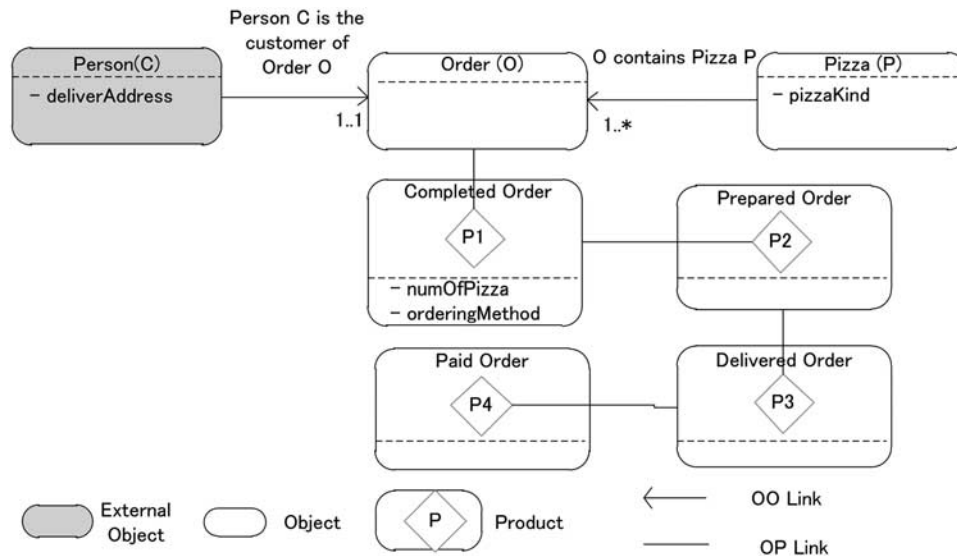 Person C is the
customer of
Order O
Person(C)
- deliverAddress
1..1
Order (O)
O contains Pizza P
1..*
Pizza (P)
- pizzaKind
Completed Order
P1
- numOfPizza
- orderingMethod
Prepared Order
P2
Paid Order
P4
Delivered Order
P3
External
Object
Object
P
Product
OO Link
OP Link